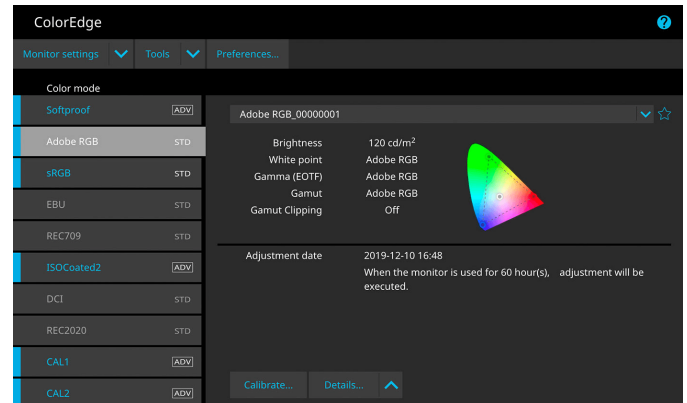 ColorEdge
?
Monitor settings Tools Preferences...
Color mode
Softproof ADV
Adobe RGB STD
sRGB STD
EBU STD
REC709 STD
ISOCoated2 ADV
DCI STD
REC2020 STD
CAL1 ADV
CAL2 ADV
Adobe RGB_00000001
Brightness 120 cd/m²
White point Adobe RGB
Gamma (EOTF) Adobe RGB
Gamut Adobe RGB
Gamut Clipping Off
Adjustment date 2019-12-10 16:48
When the monitor is used for 60 hour(s), adjustment will be
executed.
Calibrate... Details...